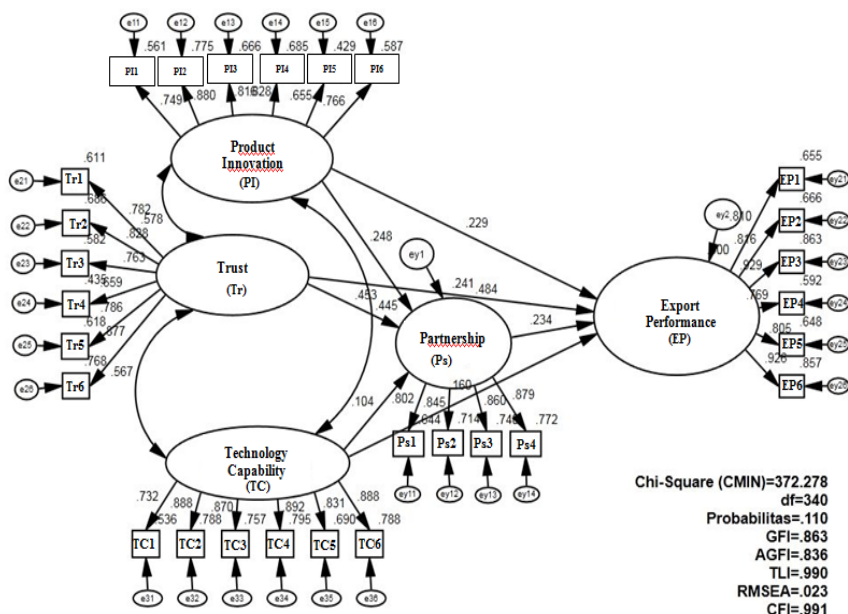 e11 e12 e13 e14 e15 e16
.561 .775 .666 .685 .429 .587
PI1 PI2 PI3 PI4 PI5 PI6
.749 .880 .816 .828 .655 .766
Product
Innovation
(PI)
e21 Tr1 .611
e22 Tr2 .686
e23 Tr3 .582
e24 Tr4 .435
e25 Tr5 .618
e26 Tr6 .768
.782
.578
.828
.763
.659
.786
.877
.567
Trust
(Tr)
.248
.229
.453
.445
.241
.484
.234
.104
.160
ey1
Partnership
(Ps)
.802 .845 .860 .879
.644 .714 .740 .772
Ps1 Ps2 Ps3 Ps4
ey11 ey12 ey13 ey14
ey2
Export
Performance
(EP)
.810
.816
.929
.769
.805
.926
.655
EP1 ey21
.666
EP2 ey22
.863
EP3 ey23
.592
EP4 ey24
.648
EP5 ey25
.857
EP6 ey26
Technology
Capability
(TC)
.732 .888 .870 .892 .831 .888
.536 .788 .757 .795 .690 .788
TC1 TC2 TC3 TC4 TC5 TC6
e31 e32 e33 e34 e35 e36
Chi-Square (CMIN)=372.278
df=340
Probabilitas=.110
GFI=.863
AGFI=.836
TLI=.990
RMSEA=.023
CFI=.991